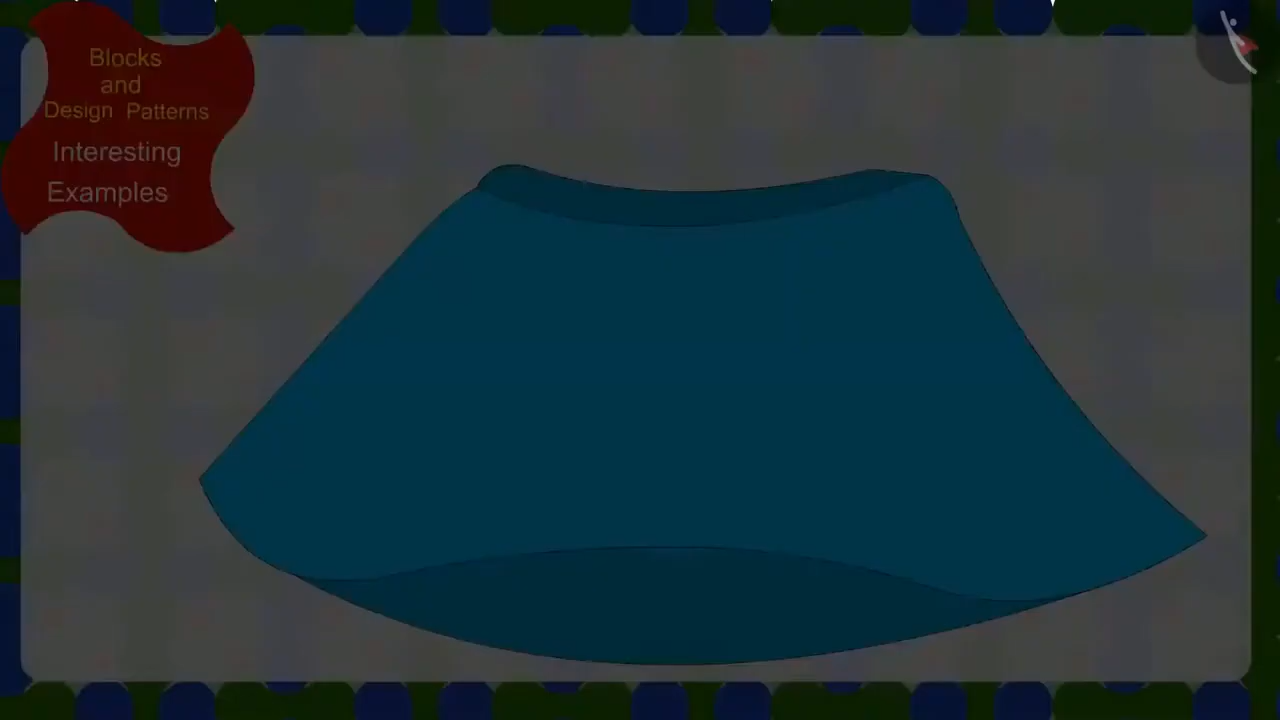 Blocks
and
Design Patterns
Interesting
Examples